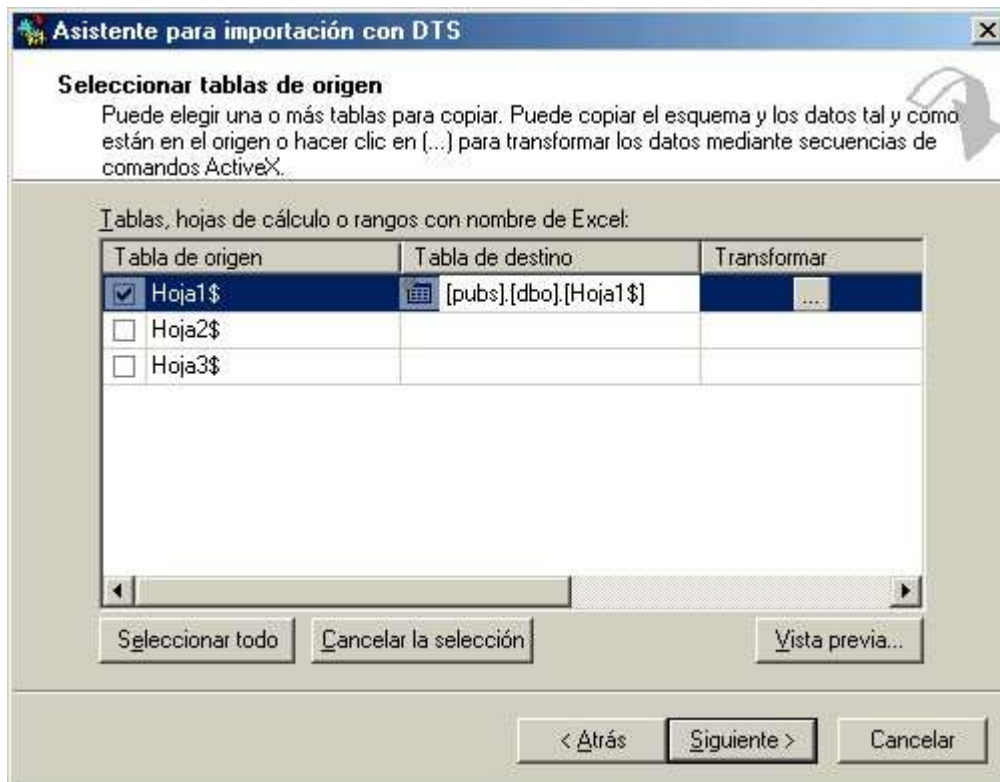 Asistente para importación con DTS
Seleccionar tablas de origen
Puede elegir una o más tablas para copiar. Puede copiar el esquema y los datos tal y como
están en el origen o hacer clic en (...) para transformar los datos mediante secuencias de
comandos ActiveX.
Tablas, hojas de cálculo o rangos con nombre de Excel:
Tabla de origen Tabla de destino Transformar
Hoja1$ [pubs].[dbo].[Hoja1$] ...
Hoja2$
Hoja3$
Seleccionar todo Cancelar la selección Vista previa...
< Atrás Siguiente > Cancelar